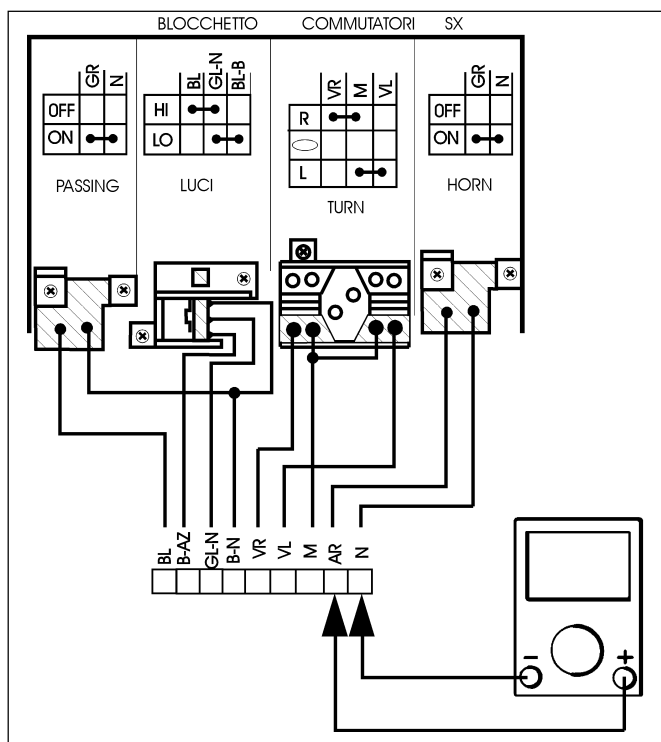 BLOCCHETTO COMMUTATORI SX
GR N
OFF
ON
PASSING
BL GL-N BL-B
HI
LO
LUCI
VR M VL
R
L
TURN
GR N
OFF
ON
HORN
BL B-AZ GL-N B-N VR VL M AR N
- +